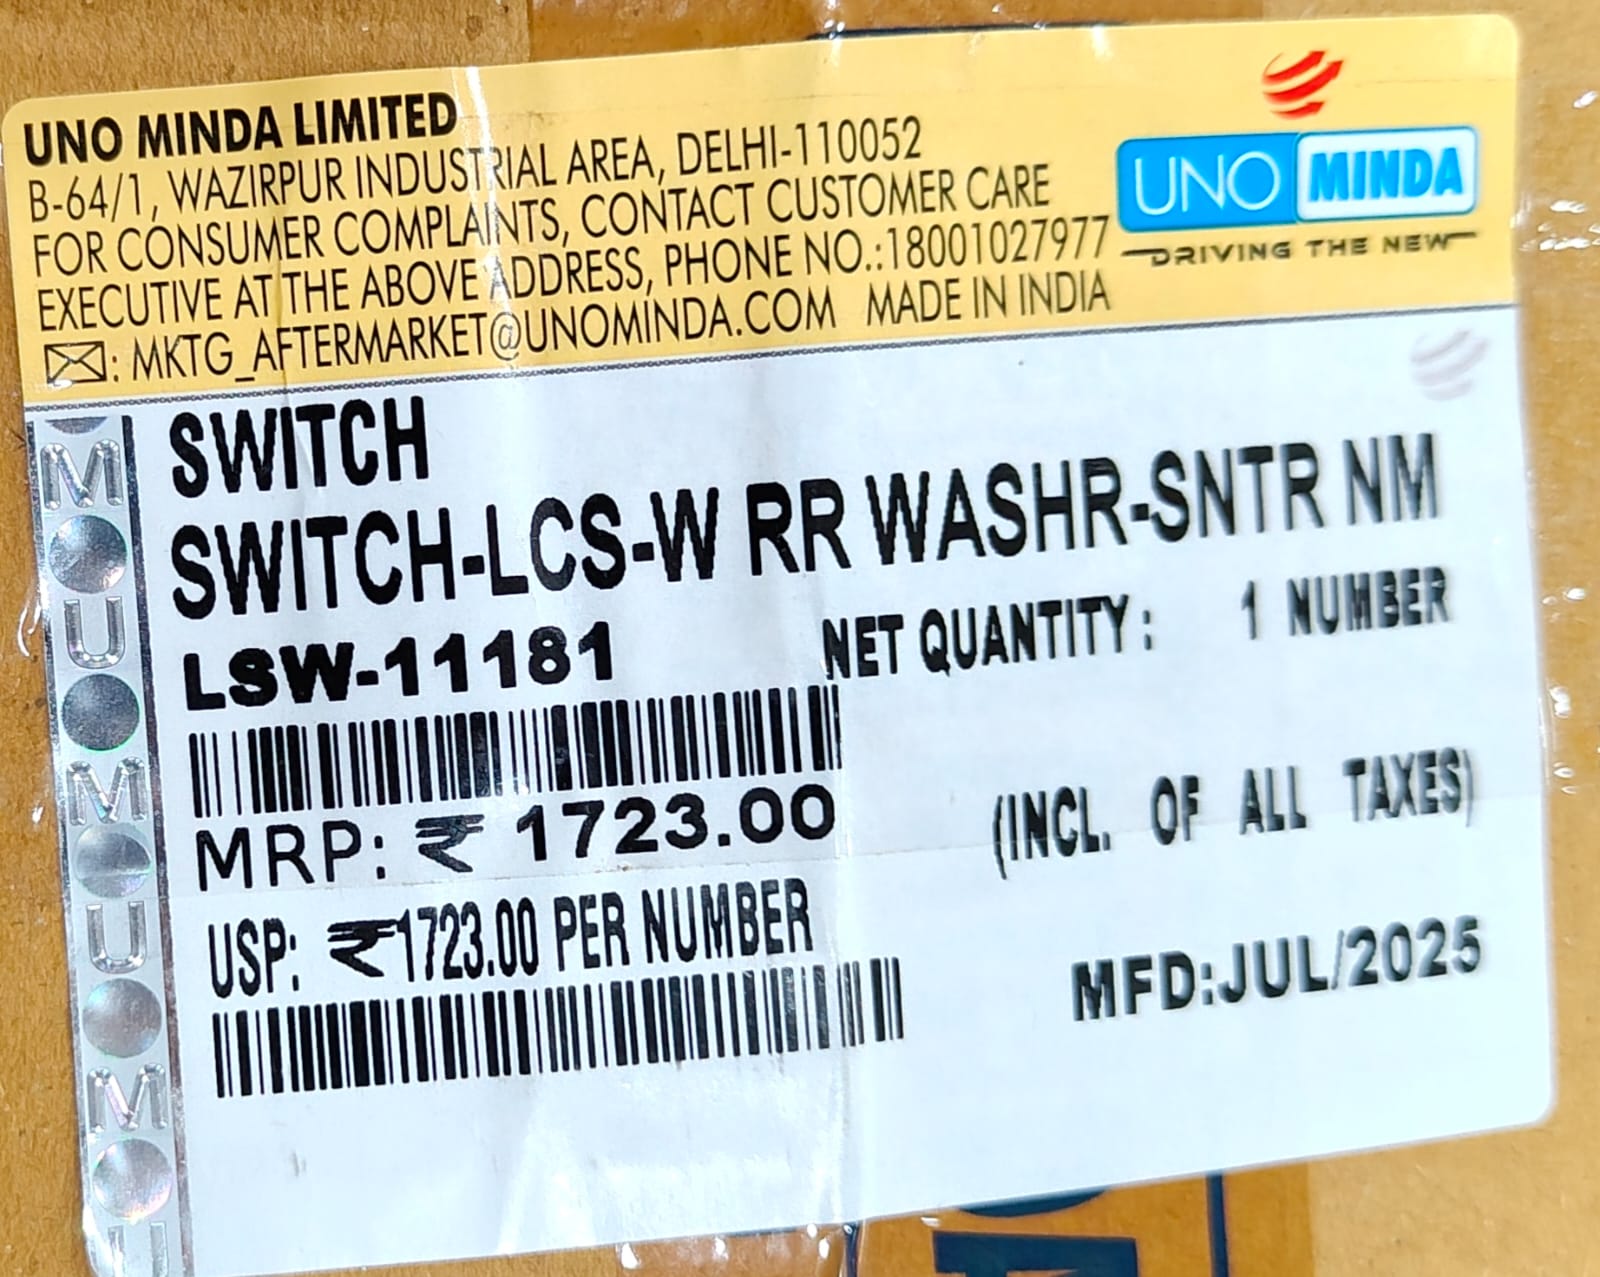 UNO MINDA LIMITED
B-64/1, WAZIRPUR INDUSTRIAL AREA, DELHI-110052
FOR CONSUMER COMPLAINTS, CONTACT CUSTOMER CARE
EXECUTIVE AT THE ABOVE ADDRESS, PHONE NO.:18001027977
: MKTG_AFTERMARKET@UNOMINDA.COM MADE IN INDIA
UNO MINDA
DRIVING THE NEW
SWITCH
SWITCH-LCS-W RR WASHR-SNTR NM
LSW-11181
NET QUANTITY: 1 NUMBER
MRP: ₹ 1723.00
(INCL. OF ALL TAXES)
USP: ₹1723.00 PER NUMBER
MFD:JUL/2025